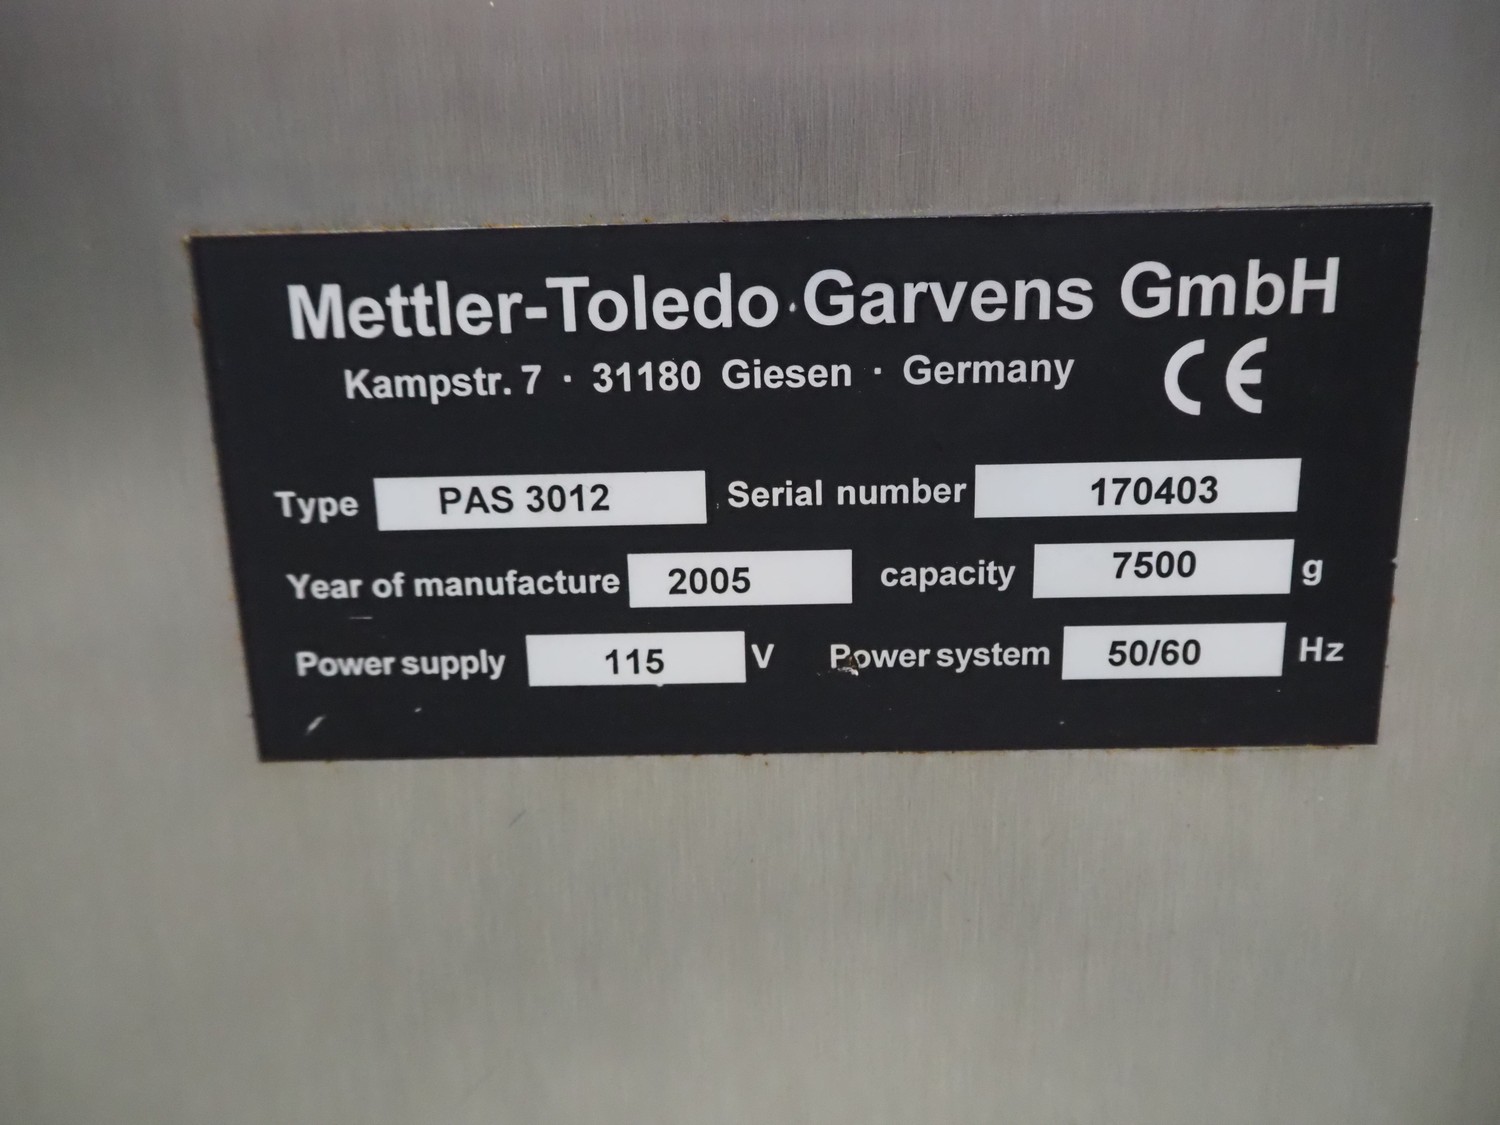 Mettler-Toledo Garvens GmbH
Kampstr. 7 · 31180 Giesen · Germany CE
Type PAS 3012 Serial number 170403
Year of manufacture 2005 capacity 7500 g
Power supply 115 V Power system 50/60 Hz